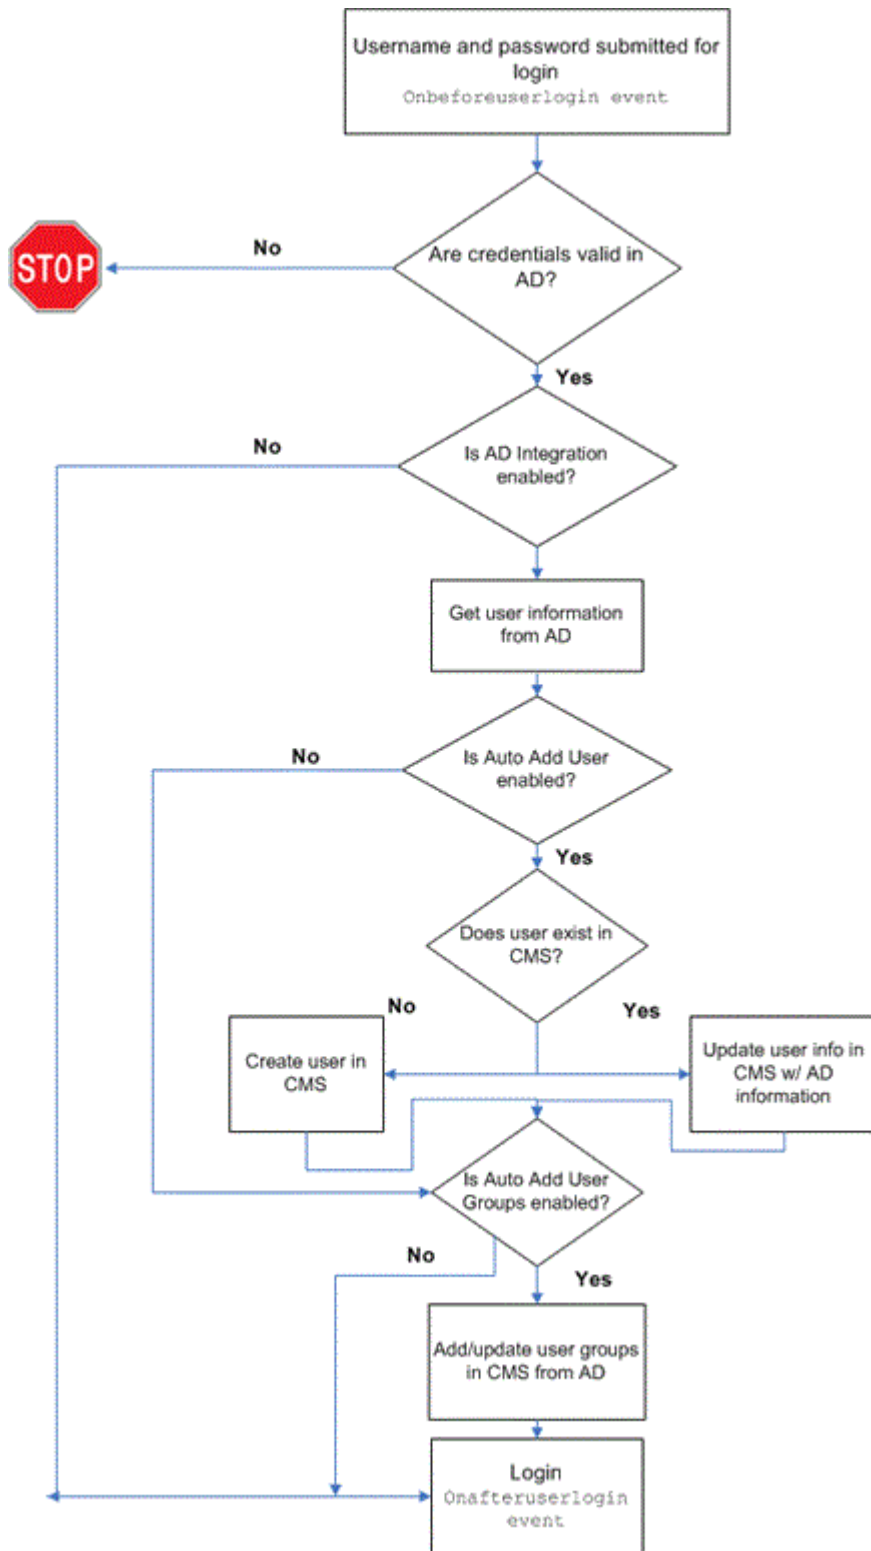 Username and password submitted for
login
Onbeforeuserlogin event
No
STOP
Are credentials valid in
AD?
Yes
No
Is AD Integration
enabled?
Get user information
from AD
No
Is Auto Add User
enabled?
Yes
Does user exist in
CMS?
No
Yes
Create user in
CMS
Update user info in
CMS w/ AD
information
Is Auto Add User
Groups enabled?
No
Yes
Add/update user groups
in CMS from AD
Login
Onafteruserlogin
event